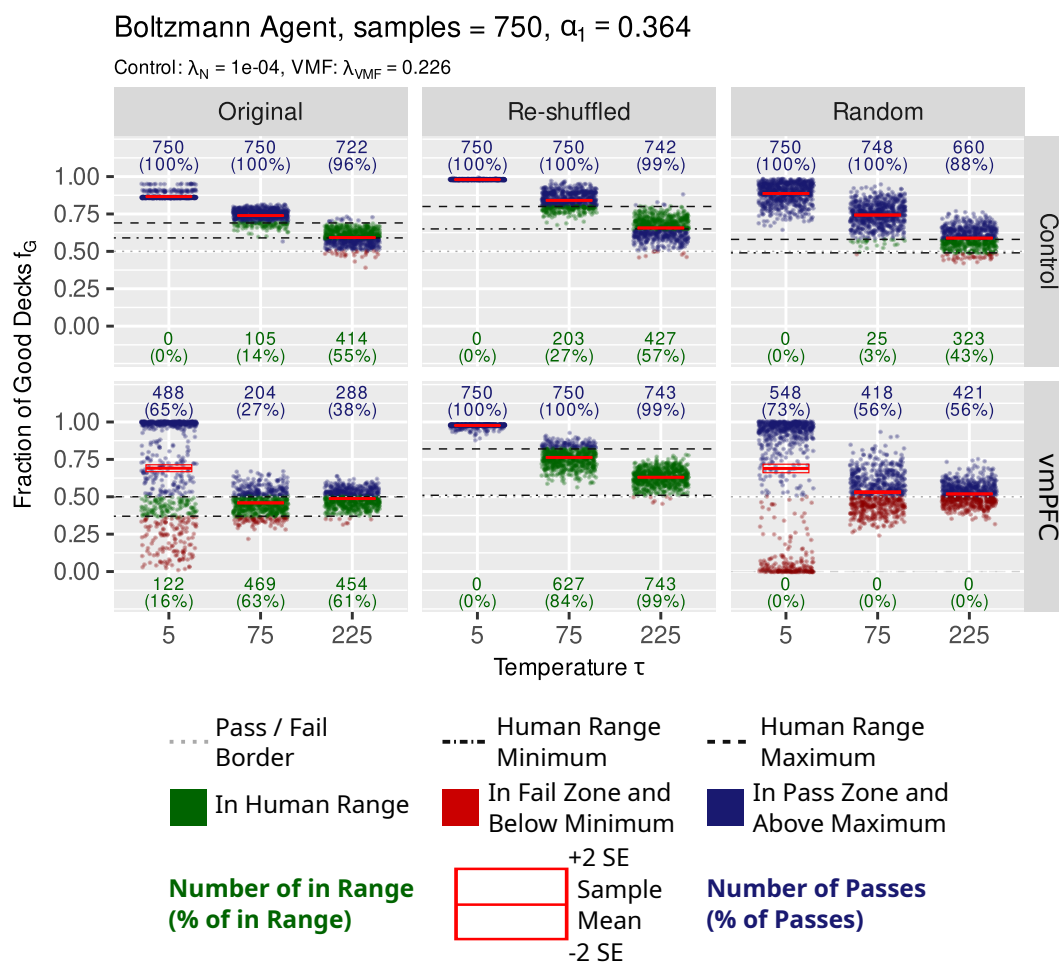 Boltzmann Agent, samples = 750, α₁ = 0.364
Control: λN = 1e-04, VMF: λVMF = 0.226
Original Re-shuffled Random
750 750 722 750 750 742 750 748 660
(100%) (100%) (96%) (100%) (100%) (99%) (100%) (100%) (88%)
1.00
0.75
0.50
0.25
0.00
0 105 414 0 203 427 0 25 323
(0%) (14%) (55%) (0%) (27%) (57%) (0%) (3%) (43%)
Control
Fraction of Good Decks fG
488 204 288 750 750 743 548 418 421
(65%) (27%) (38%) (100%) (100%) (99%) (73%) (56%) (56%)
1.00
0.75
0.50
0.25
0.00
122 469 454 0 627 743 0 0 0
(16%) (63%) (61%) (0%) (84%) (99%) (0%) (0%) (0%)
vmPFC
5 75 225 5 75 225 5 75 225
Temperature τ
Pass / Fail
Border
Human Range
Minimum
Human Range
Maximum
In Human Range
In Fail Zone and
Below Minimum
In Pass Zone and
Above Maximum
Number of in Range
(% of in Range)
+2 SE
Sample
Mean
-2 SE
Number of Passes
(% of Passes)